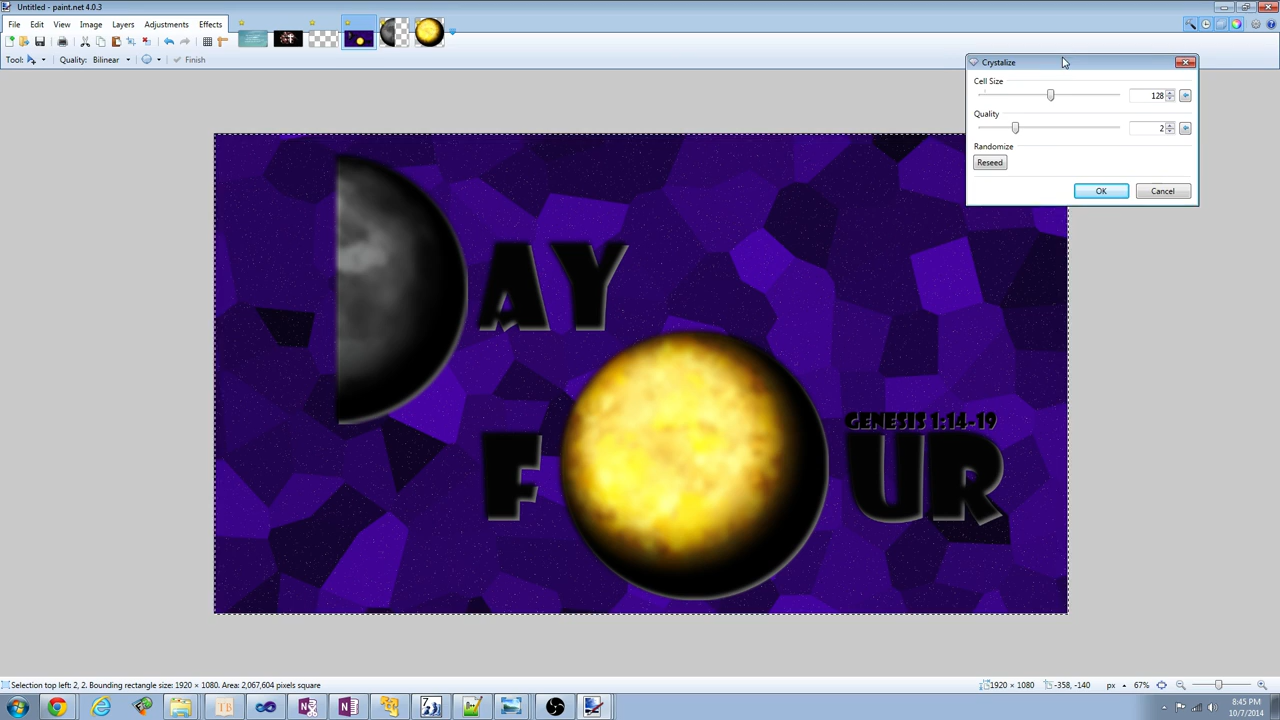 Untitled - paint.net 4.0.3
File Edit View Image Layers Adjustments Effects
Tool: Quality: Bilinear Finish
Crystalize
Cell Size
128
Quality
2
Randomize
Reseed
OK Cancel
AY
GENESIS 1:14-19
F UR
Selection top left: 2, 2. Bounding rectangle size: 1920 × 1080. Area: 2,067,604 pixels square
1920 × 1080 -358, -140 px 67%
TB N N 7
8:45 PM
10/7/2014